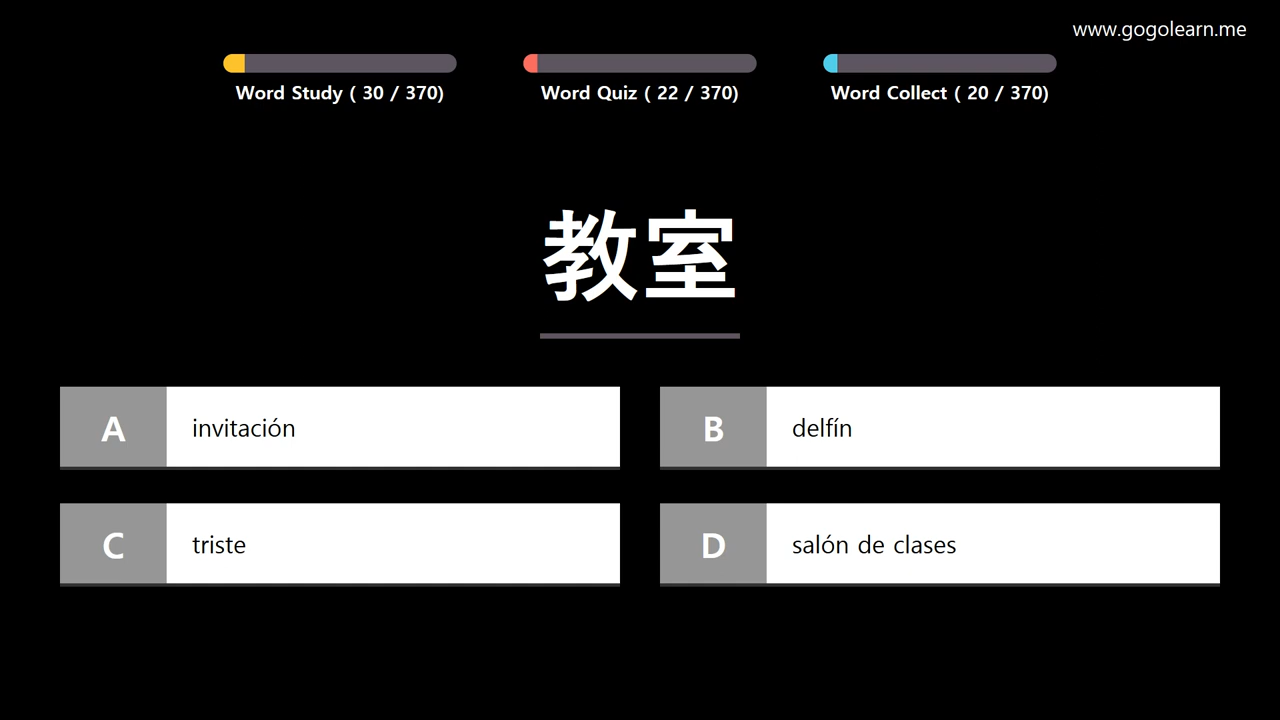 www.gogolearn.me
Word Study ( 30 / 370)
Word Quiz ( 22 / 370)
Word Collect ( 20 / 370)
教室
A invitación
B delfín
C triste
D salón de clases